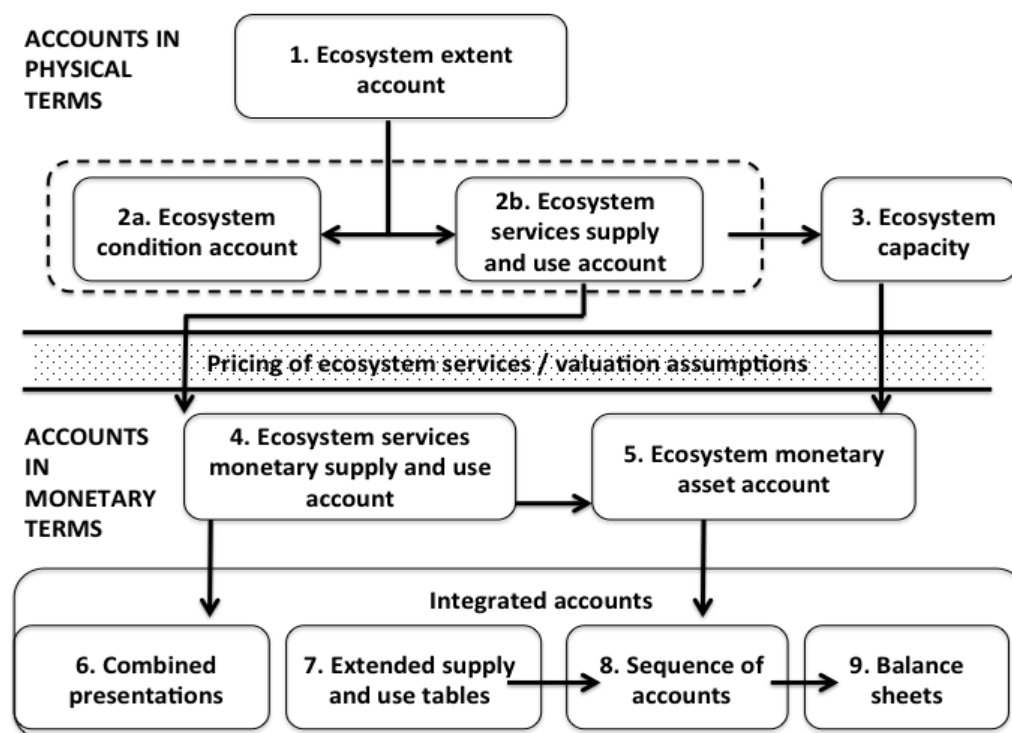 ACCOUNTS IN
PHYSICAL
TERMS
1. Ecosystem extent
account
2a. Ecosystem
condition account
2b. Ecosystem
services supply
and use account
3. Ecosystem
capacity
Pricing of ecosystem services / valuation assumptions
ACCOUNTS
IN
MONETARY
TERMS
4. Ecosystem services
monetary supply and use
account
5. Ecosystem monetary
asset account
Integrated accounts
6. Combined
presentations
7. Extended supply
and use tables
8. Sequence of
accounts
9. Balance
sheets